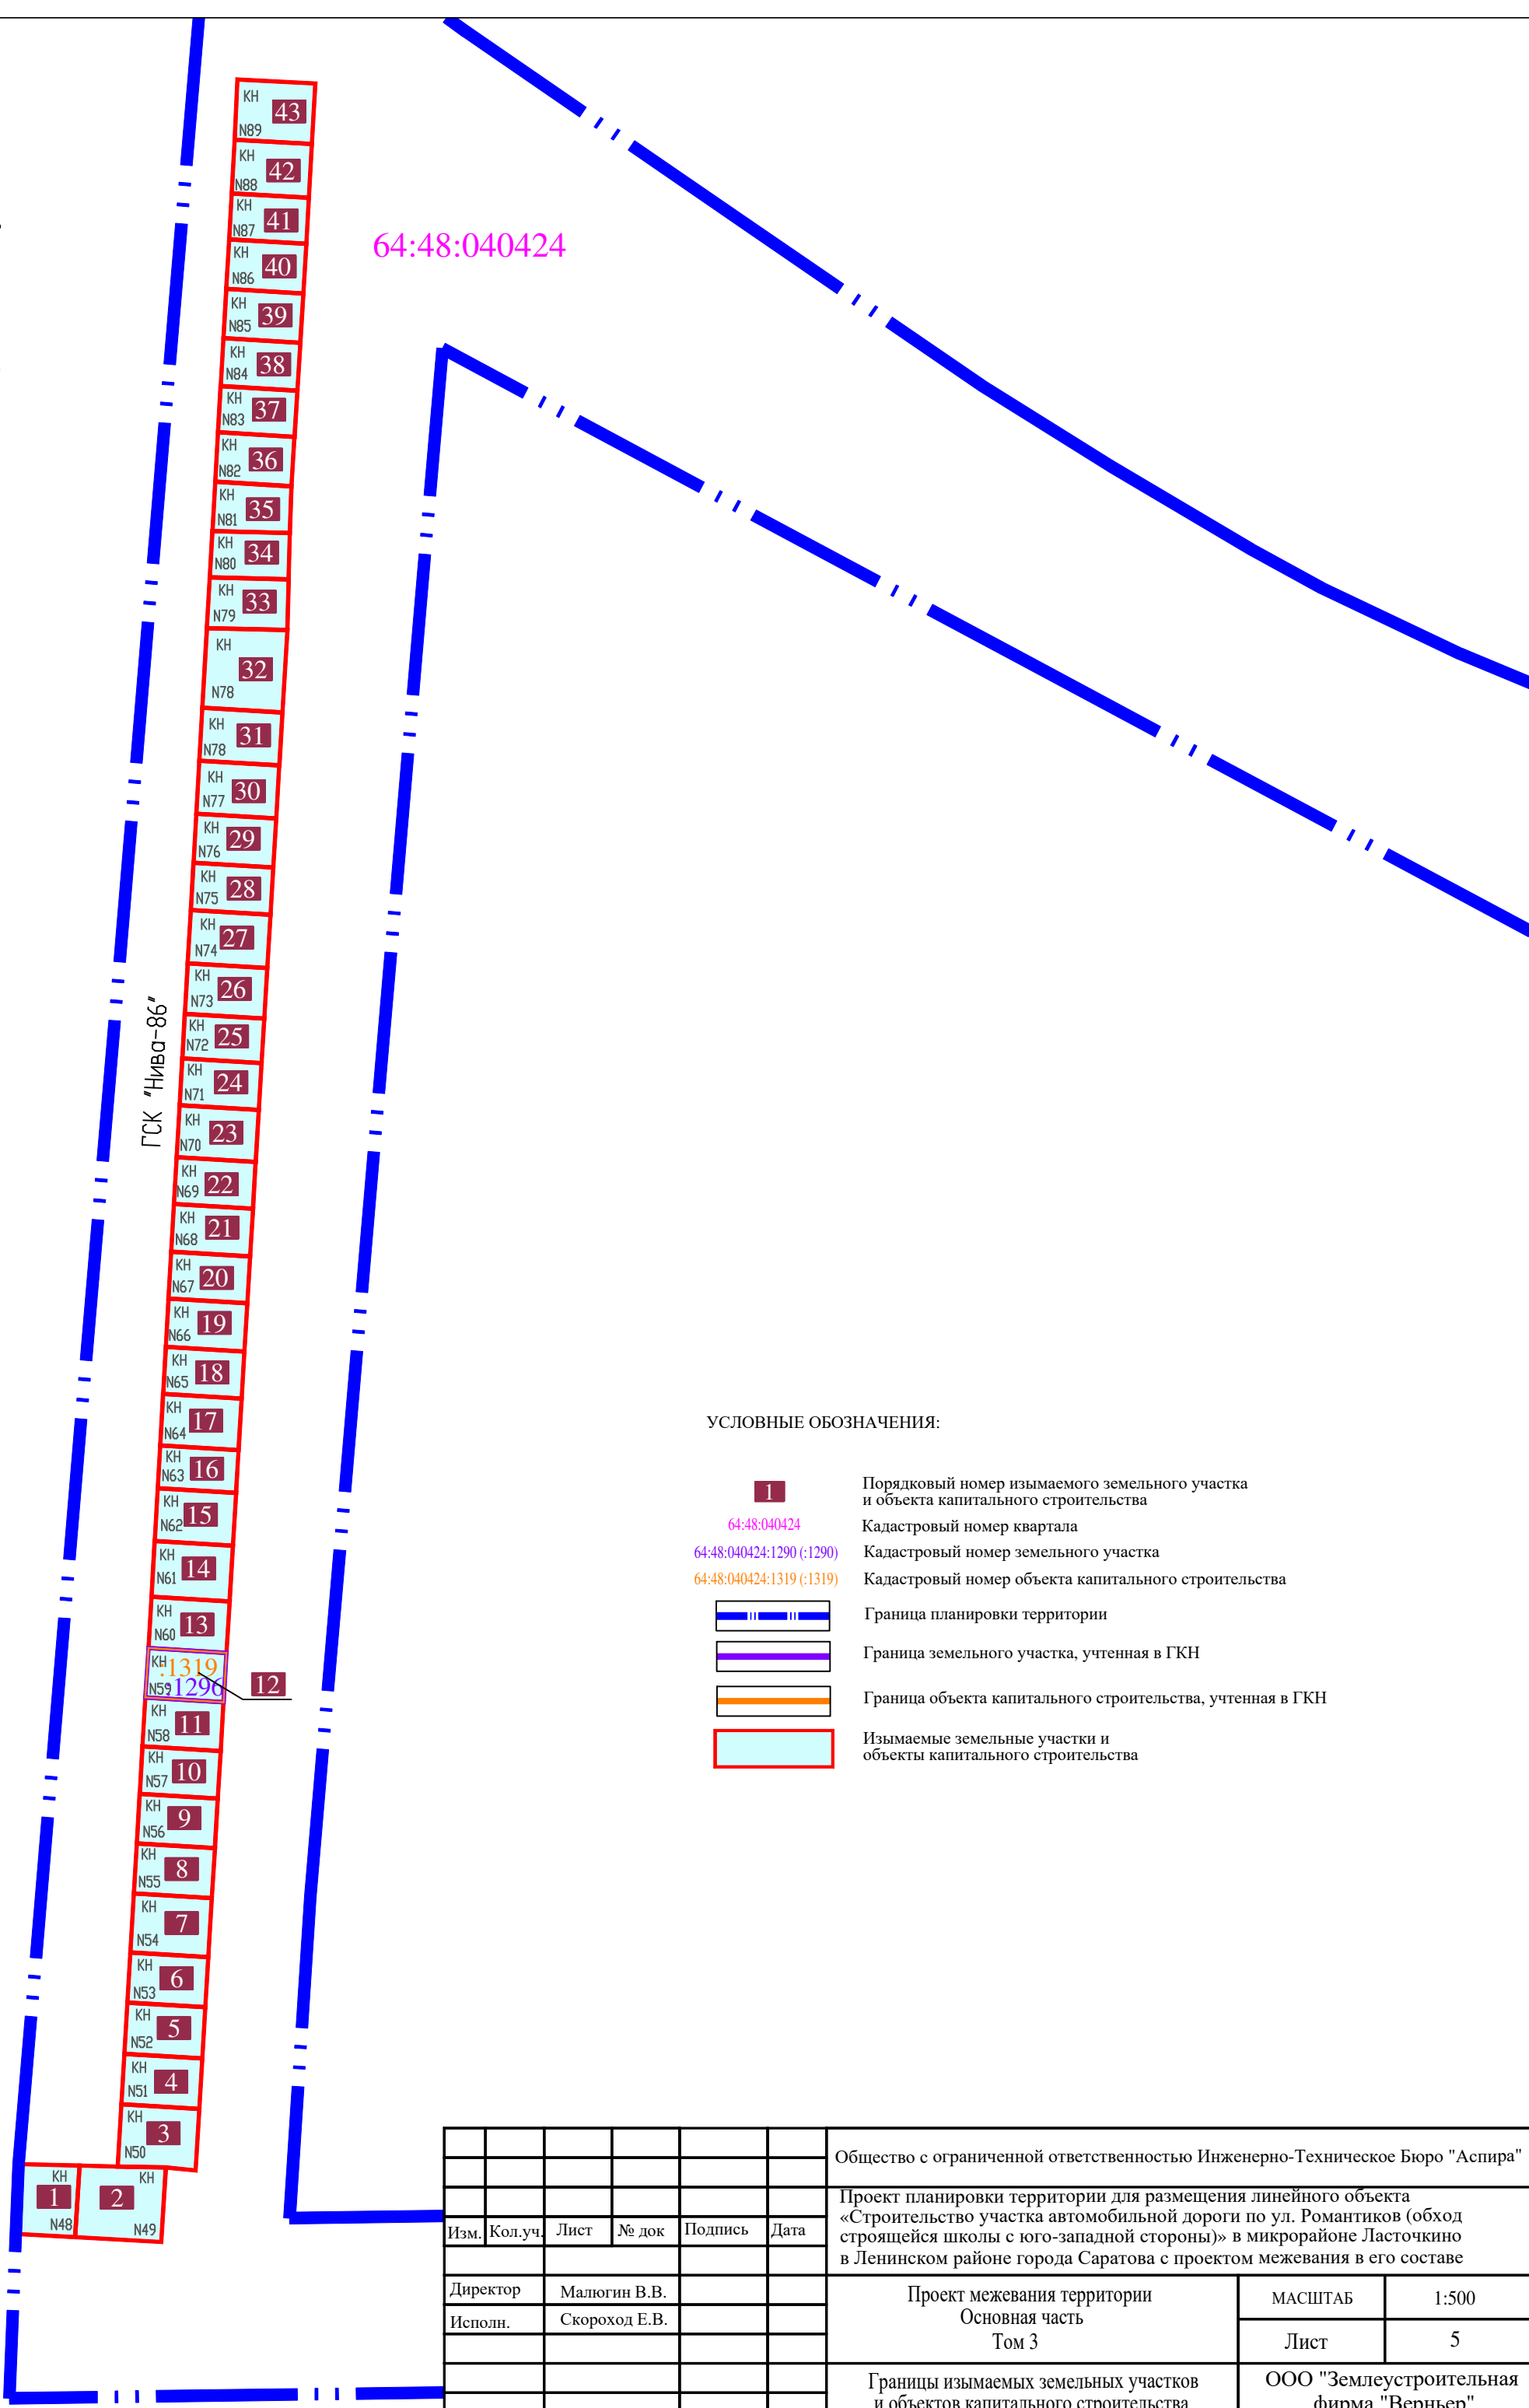 КН
43
N89
КН
42
N88
КН
41
N87
64:48:040424
КН
40
N86
КН
39
N85
КН
38
N84
КН
37
N83
КН
36
N82
КН
35
N81
КН
34
N80
КН
33
N79
КН
32
N78
КН
31
N78
КН
30
N77
КН
29
N76
КН
28
N75
КН
27
N74
КН
26
N73
ГСК "Нива-86"
КН
25
N72
КН
24
N71
КН
23
N70
КН
22
N69
КН
21
N68
КН
20
N67
КН
19
N66
КН
18
N65
КН
17
N64
КН
16
N63
КН
15
N62
КН
14
N61
КН
13
N60
КН
:1319
N59
:1296
12
КН
11
N58
КН
10
N57
КН
9
N56
КН
8
N55
КН
7
N54
КН
6
N53
КН
5
N52
КН
4
N51
КН
3
N50
КН
1
N48
КН
2
N49
УСЛОВНЫЕ ОБОЗНАЧЕНИЯ:
1
Порядковый номер изымаемого земельного участка
и объекта капитального строительства
64:48:040424 Кадастровый номер квартала
64:48:040424:1290 (:1290) Кадастровый номер земельного участка
64:48:040424:1319 (:1319) Кадастровый номер объекта капитального строительства
Граница планировки территории
Граница земельного участка, учтенная в ГКН
Граница объекта капитального строительства, учтенная в ГКН
Изымаемые земельные участки и
объекты капитального строительства
Общество с ограниченной ответственностью Инженерно-Техническое Бюро "Аспира"
Проект планировки территории для размещения линейного объекта
«Строительство участка автомобильной дороги по ул. Романтиков (обход
строящейся школы с юго-западной стороны)» в микрорайоне Ласточкино
в Ленинском районе города Саратова с проектом межевания в его составе
Изм. Кол.уч. Лист № док Подпись Дата
Директор Малюгин В.В.
Исполн. Скороход Е.В.
Проект межевания территории
Основная часть
Том 3
МАСШТАБ 1:500
Лист 5
Границы изымаемых земельных участков
и объектов капитального строительства
ООО "Землеустроительная
фирма "Верньер"